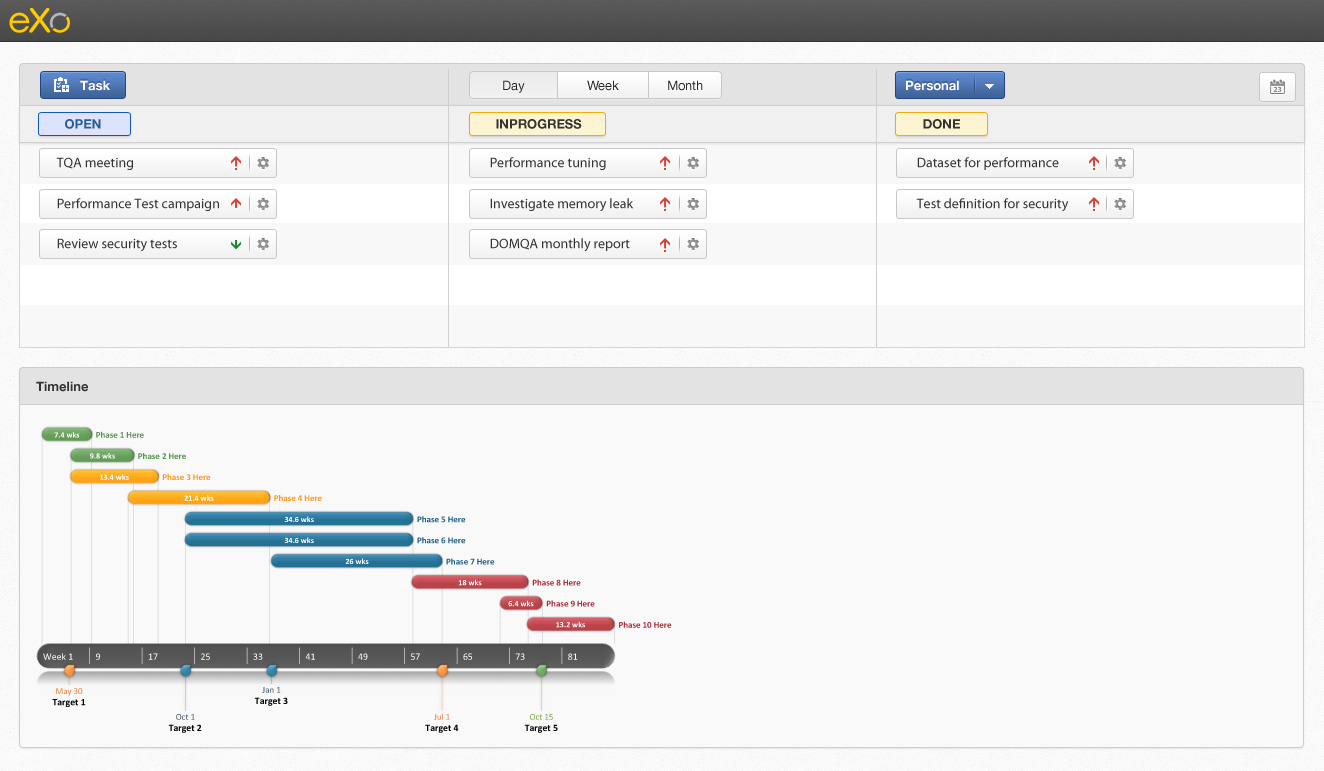 eXo
Task
Day Week Month
Personal
23
OPEN
INPROGRESS
DONE
TQA meeting
Performance tuning
Dataset for performance
Performance Test campaign
Investigate memory leak
Test definition for security
Review security tests
DOMQA monthly report
Timeline
7.4 wks Phase 1 Here
9.8 wks Phase 2 Here
13.4 wks Phase 3 Here
21.4 wks Phase 4 Here
34.6 wks Phase 5 Here
34.6 wks Phase 6 Here
26 wks Phase 7 Here
18 wks Phase 8 Here
6.4 wks Phase 9 Here
13.2 wks Phase 10 Here
Week 1 9 17 25 33 41 49 57 65 73 81
May 30
Target 1
Jan 1
Target 3
Oct 1
Target 2
Jul 1
Target 4
Oct 15
Target 5